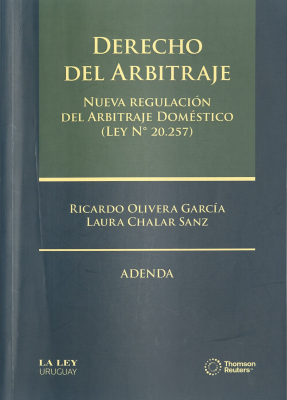 DERECHO
DEL ARBITRAJE
NUEVA REGULACIÓN
DEL ARBITRAJE DOMÉSTICO
(LEY N° 20.257)
RICARDO OLIVERA GARCÍA
LAURA CHALAR SANZ
ADENDA
LA LEY
URUGUAY
Thomson
Reuters™